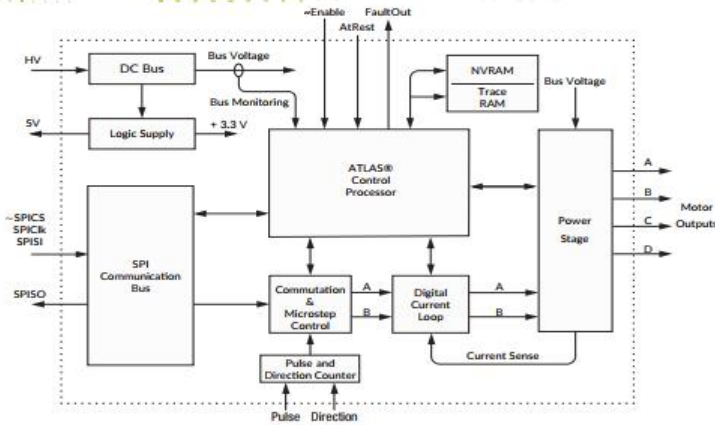 ~Enable
FaultOut
AtRest
HV
DC Bus
Bus Voltage
Bus Monitoring
NVRAM
Trace
RAM
Bus Voltage
5V
Logic Supply
+ 3.3 V
ATLAS®
Control
Processor
A
B
C
D
Motor
Outputs
Power
Stage
~SPICS
SPIClk
SPISI
SPISO
SPI
Communication
Bus
Commutation
&
Microstep
Control
A
B
Digital
Current
Loop
A
B
Current Sense
Pulse and
Direction Counter
Pulse
Direction